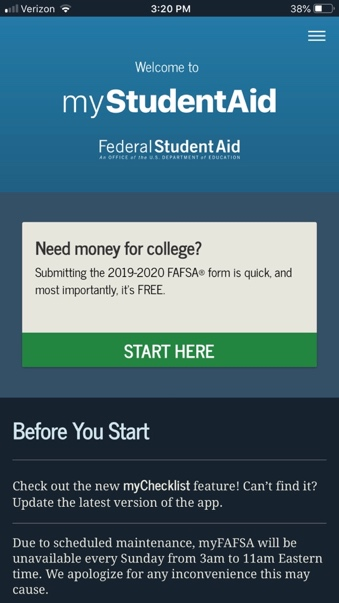 Verizon 3:20 PM 38%
Welcome to
myStudentAid
Federal Student Aid
An OFFICE of the U.S. DEPARTMENT of EDUCATION
Need money for college?
Submitting the 2019-2020 FAFSA® form is quick, and
most importantly, it's FREE.
START HERE
Before You Start
Check out the new myChecklist feature! Can't find it?
Update the latest version of the app.
Due to scheduled maintenance, myFAFSA will be
unavailable every Sunday from 3am to 11am Eastern
time. We apologize for any inconvenience this may
cause.